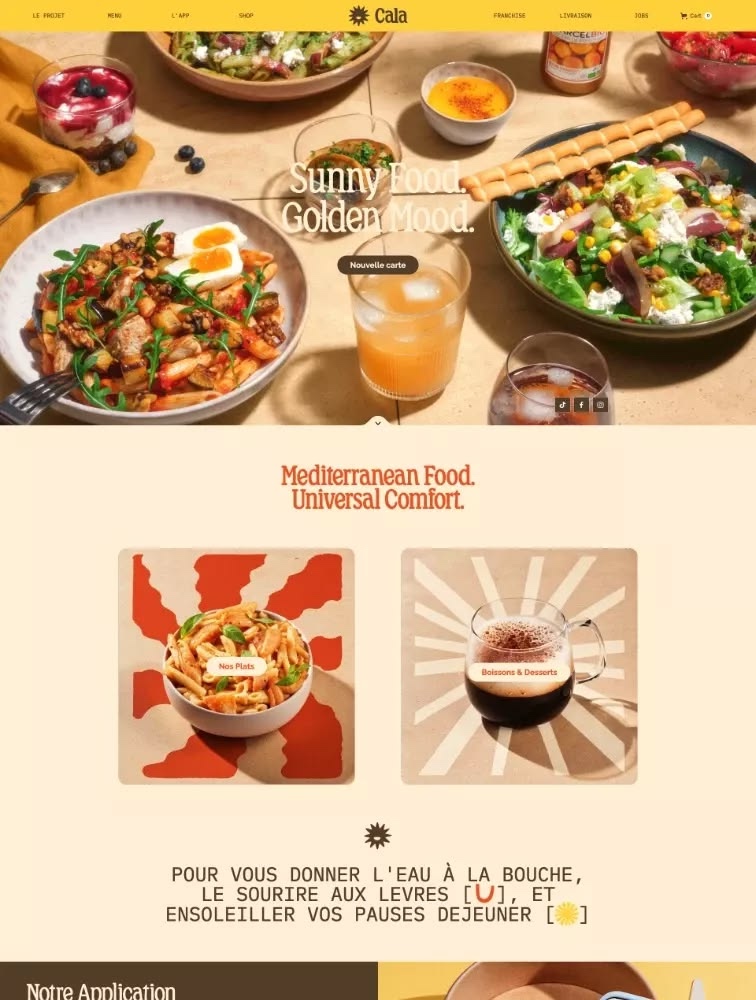 LE PROJET
MENU
L'APP
SHOP
Cala
FRANCHISE
LIVRAISON
JOBS
Cart 0
Sunny Food.
Golden Mood.
Nouvelle carte
Mediterranean Food.
Universal Comfort.
Nos Plats
Boissons & Desserts
POUR VOUS DONNER L'EAU À LA BOUCHE,
LE SOURIRE AUX LEVRES [ ], ET
ENSOLEILLER VOS PAUSES DEJEUNER [ ]
Notre Application